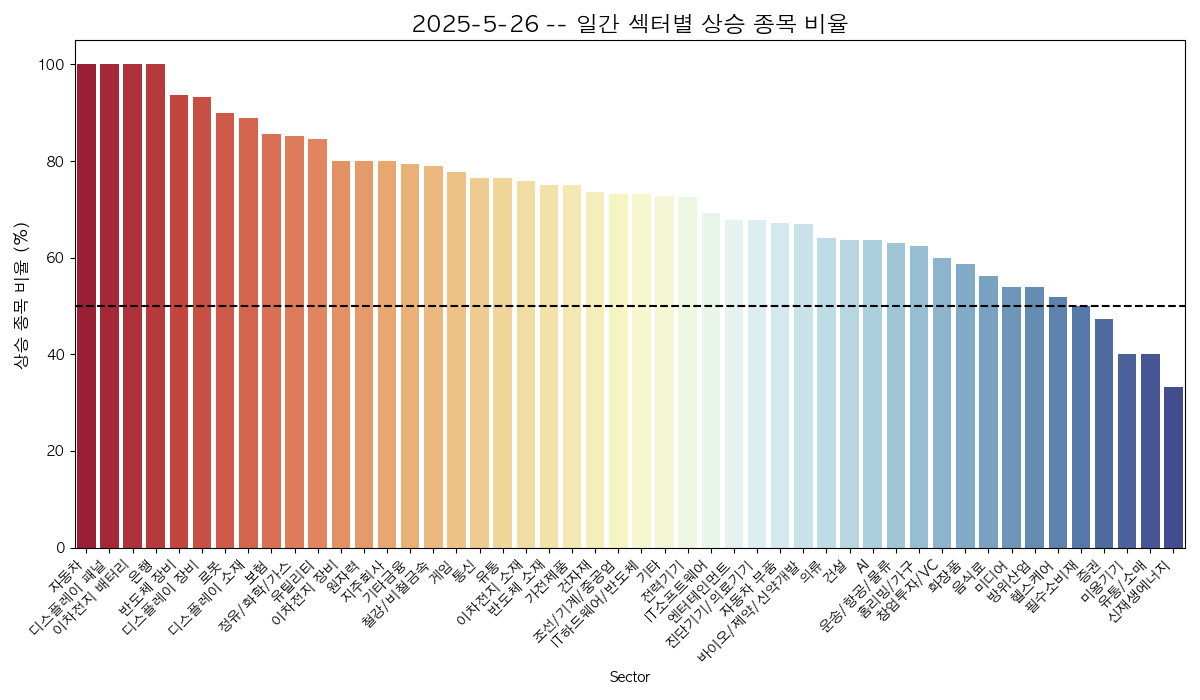 2025-5-26 -- 일간 섹터별 상승 종목 비율
상승 종목 비율 (%)
100
80
60
40
20
0
자동차
디스플레이 패널
이차전지 배터리
은행
반도체 장비
디스플레이 장비
로봇
디스플레이 소재
보험
정유/화학/가스
유틸리티
이차전지 장비
원자력
지주회사
기타금융
철강/비철금속
게임
통신
유통
이차전지 소재
반도체 소재
가전제품
건자재
조선/기계/중공업
IT하드웨어/반도체
기타
전력기기
IT소프트웨어
엔터테인먼트
진단기기/의료기기
자동차 부품
바이오/제약/신약개발
의류
건설
AI
운송/항공/물류
홈리빙/가구
창업투자/VC
화장품
음식료
미디어
방위산업
헬스케어
필수소비재
증권
미용기기
유통/소매
신재생에너지
Sector